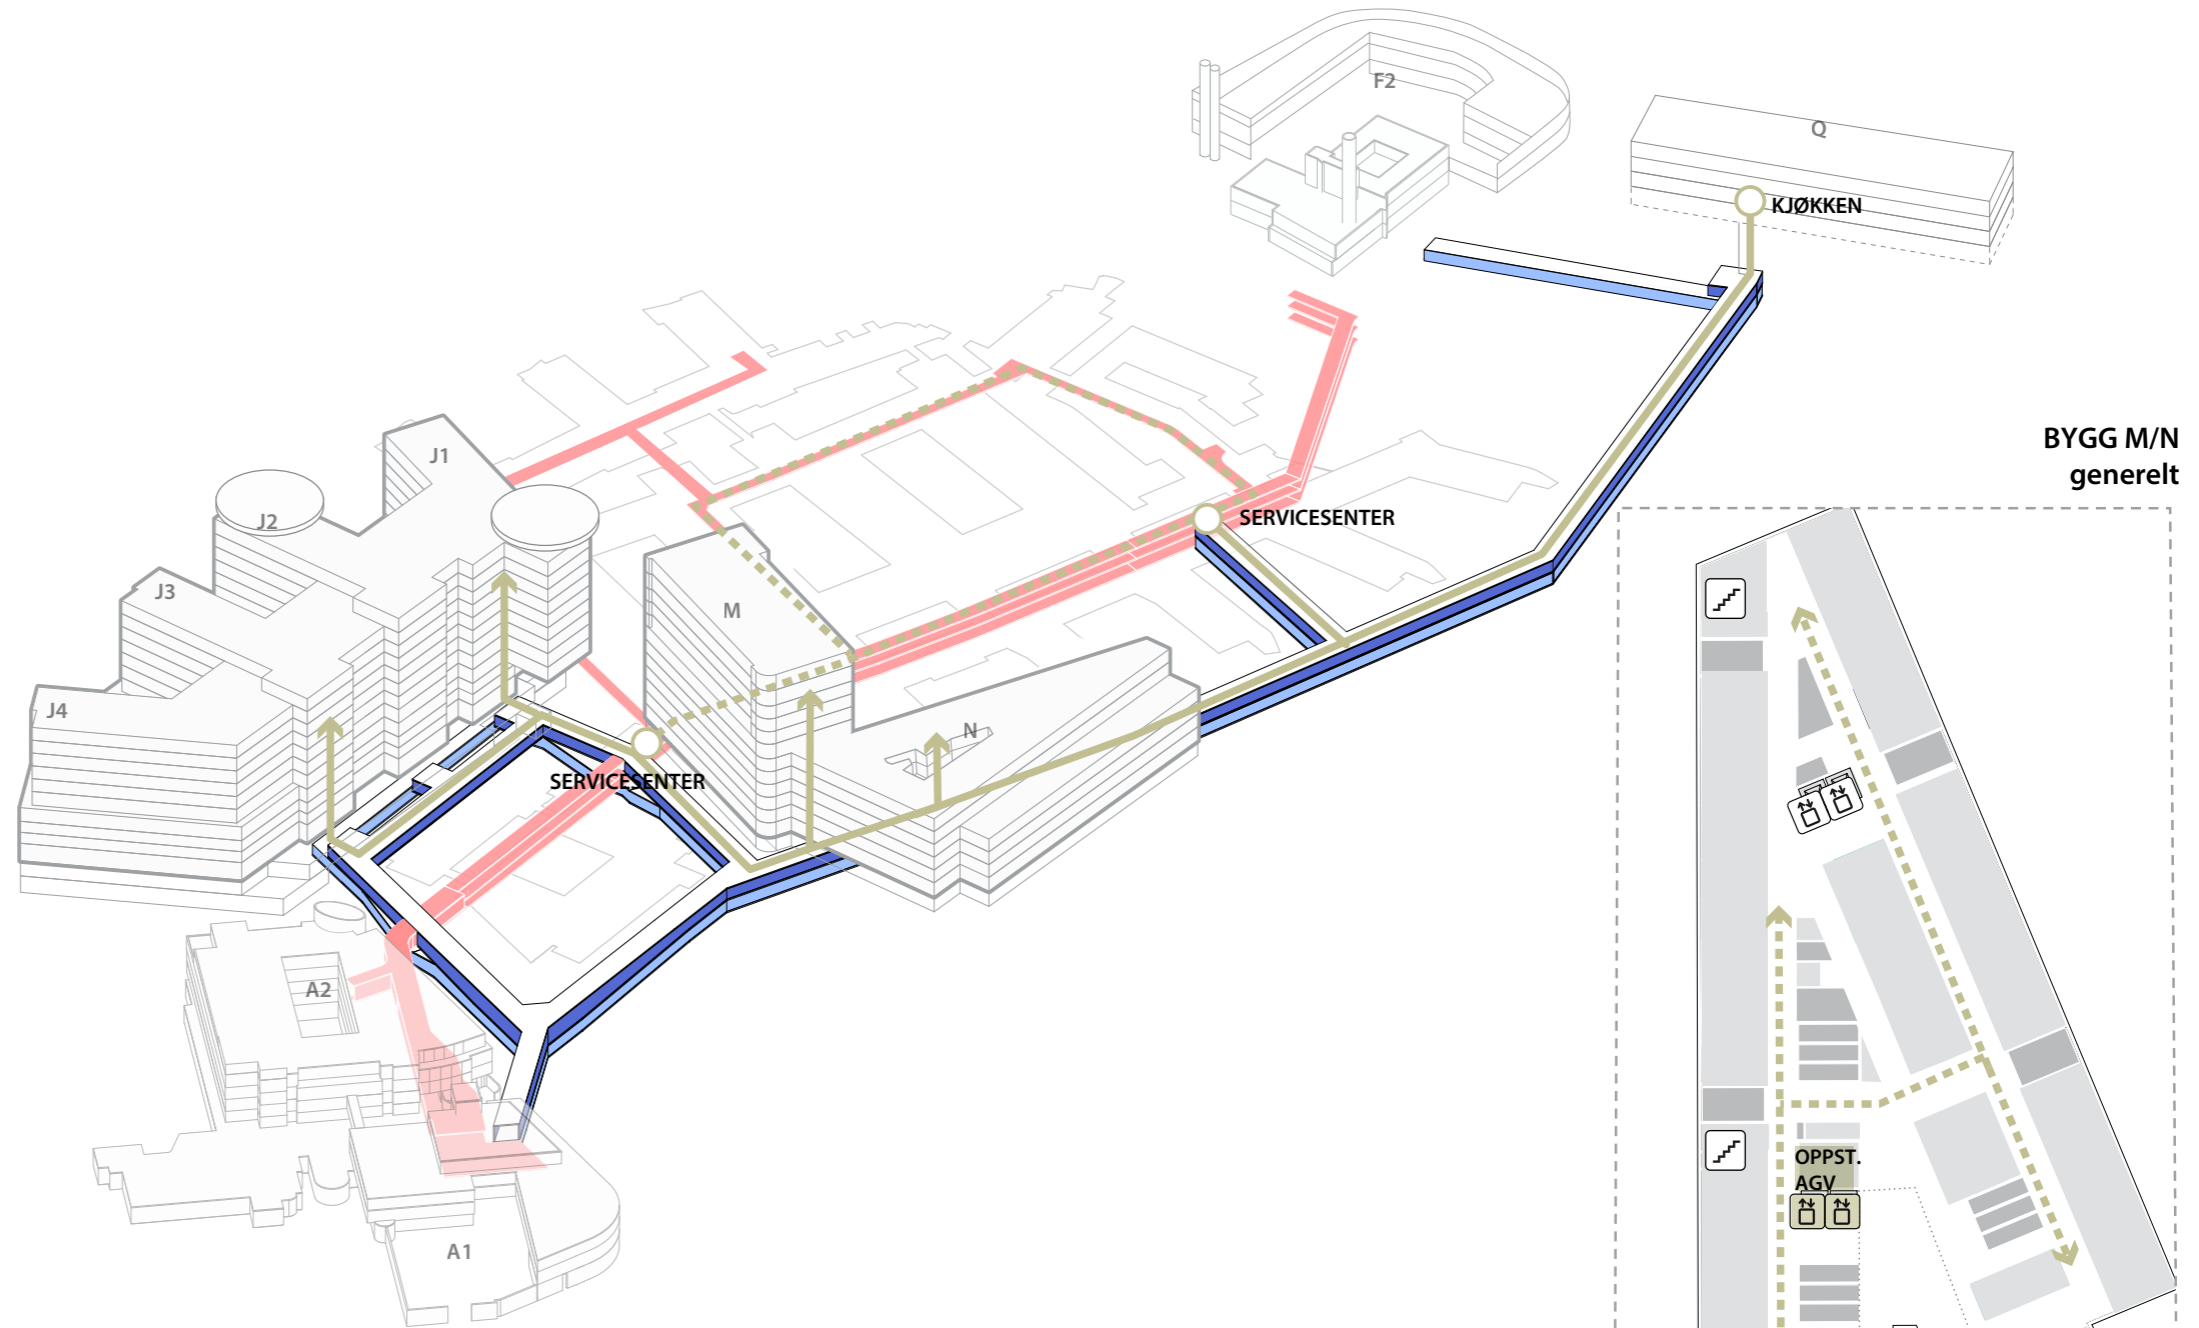 F2
Q
KJØKKEN
BYGG M/N
generelt
J1
J2
SERVICESENTER
J3
M
J4
N
SERVICESENTER
A2
OPPST.
AGV
A1